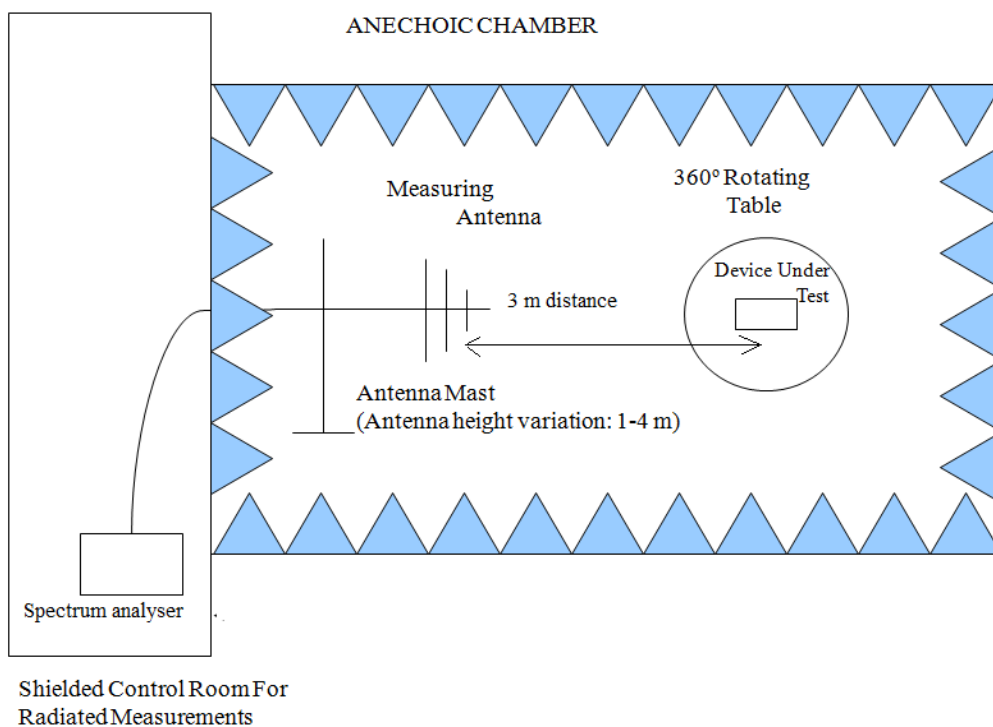 ANECHOIC CHAMBER
Measuring
Antenna
360º Rotating
Table
Device Under
Test
3 m distance
Antenna Mast
(Antenna height variation: 1-4 m)
Spectrum analyser
Shielded Control Room For
Radiated Measurements